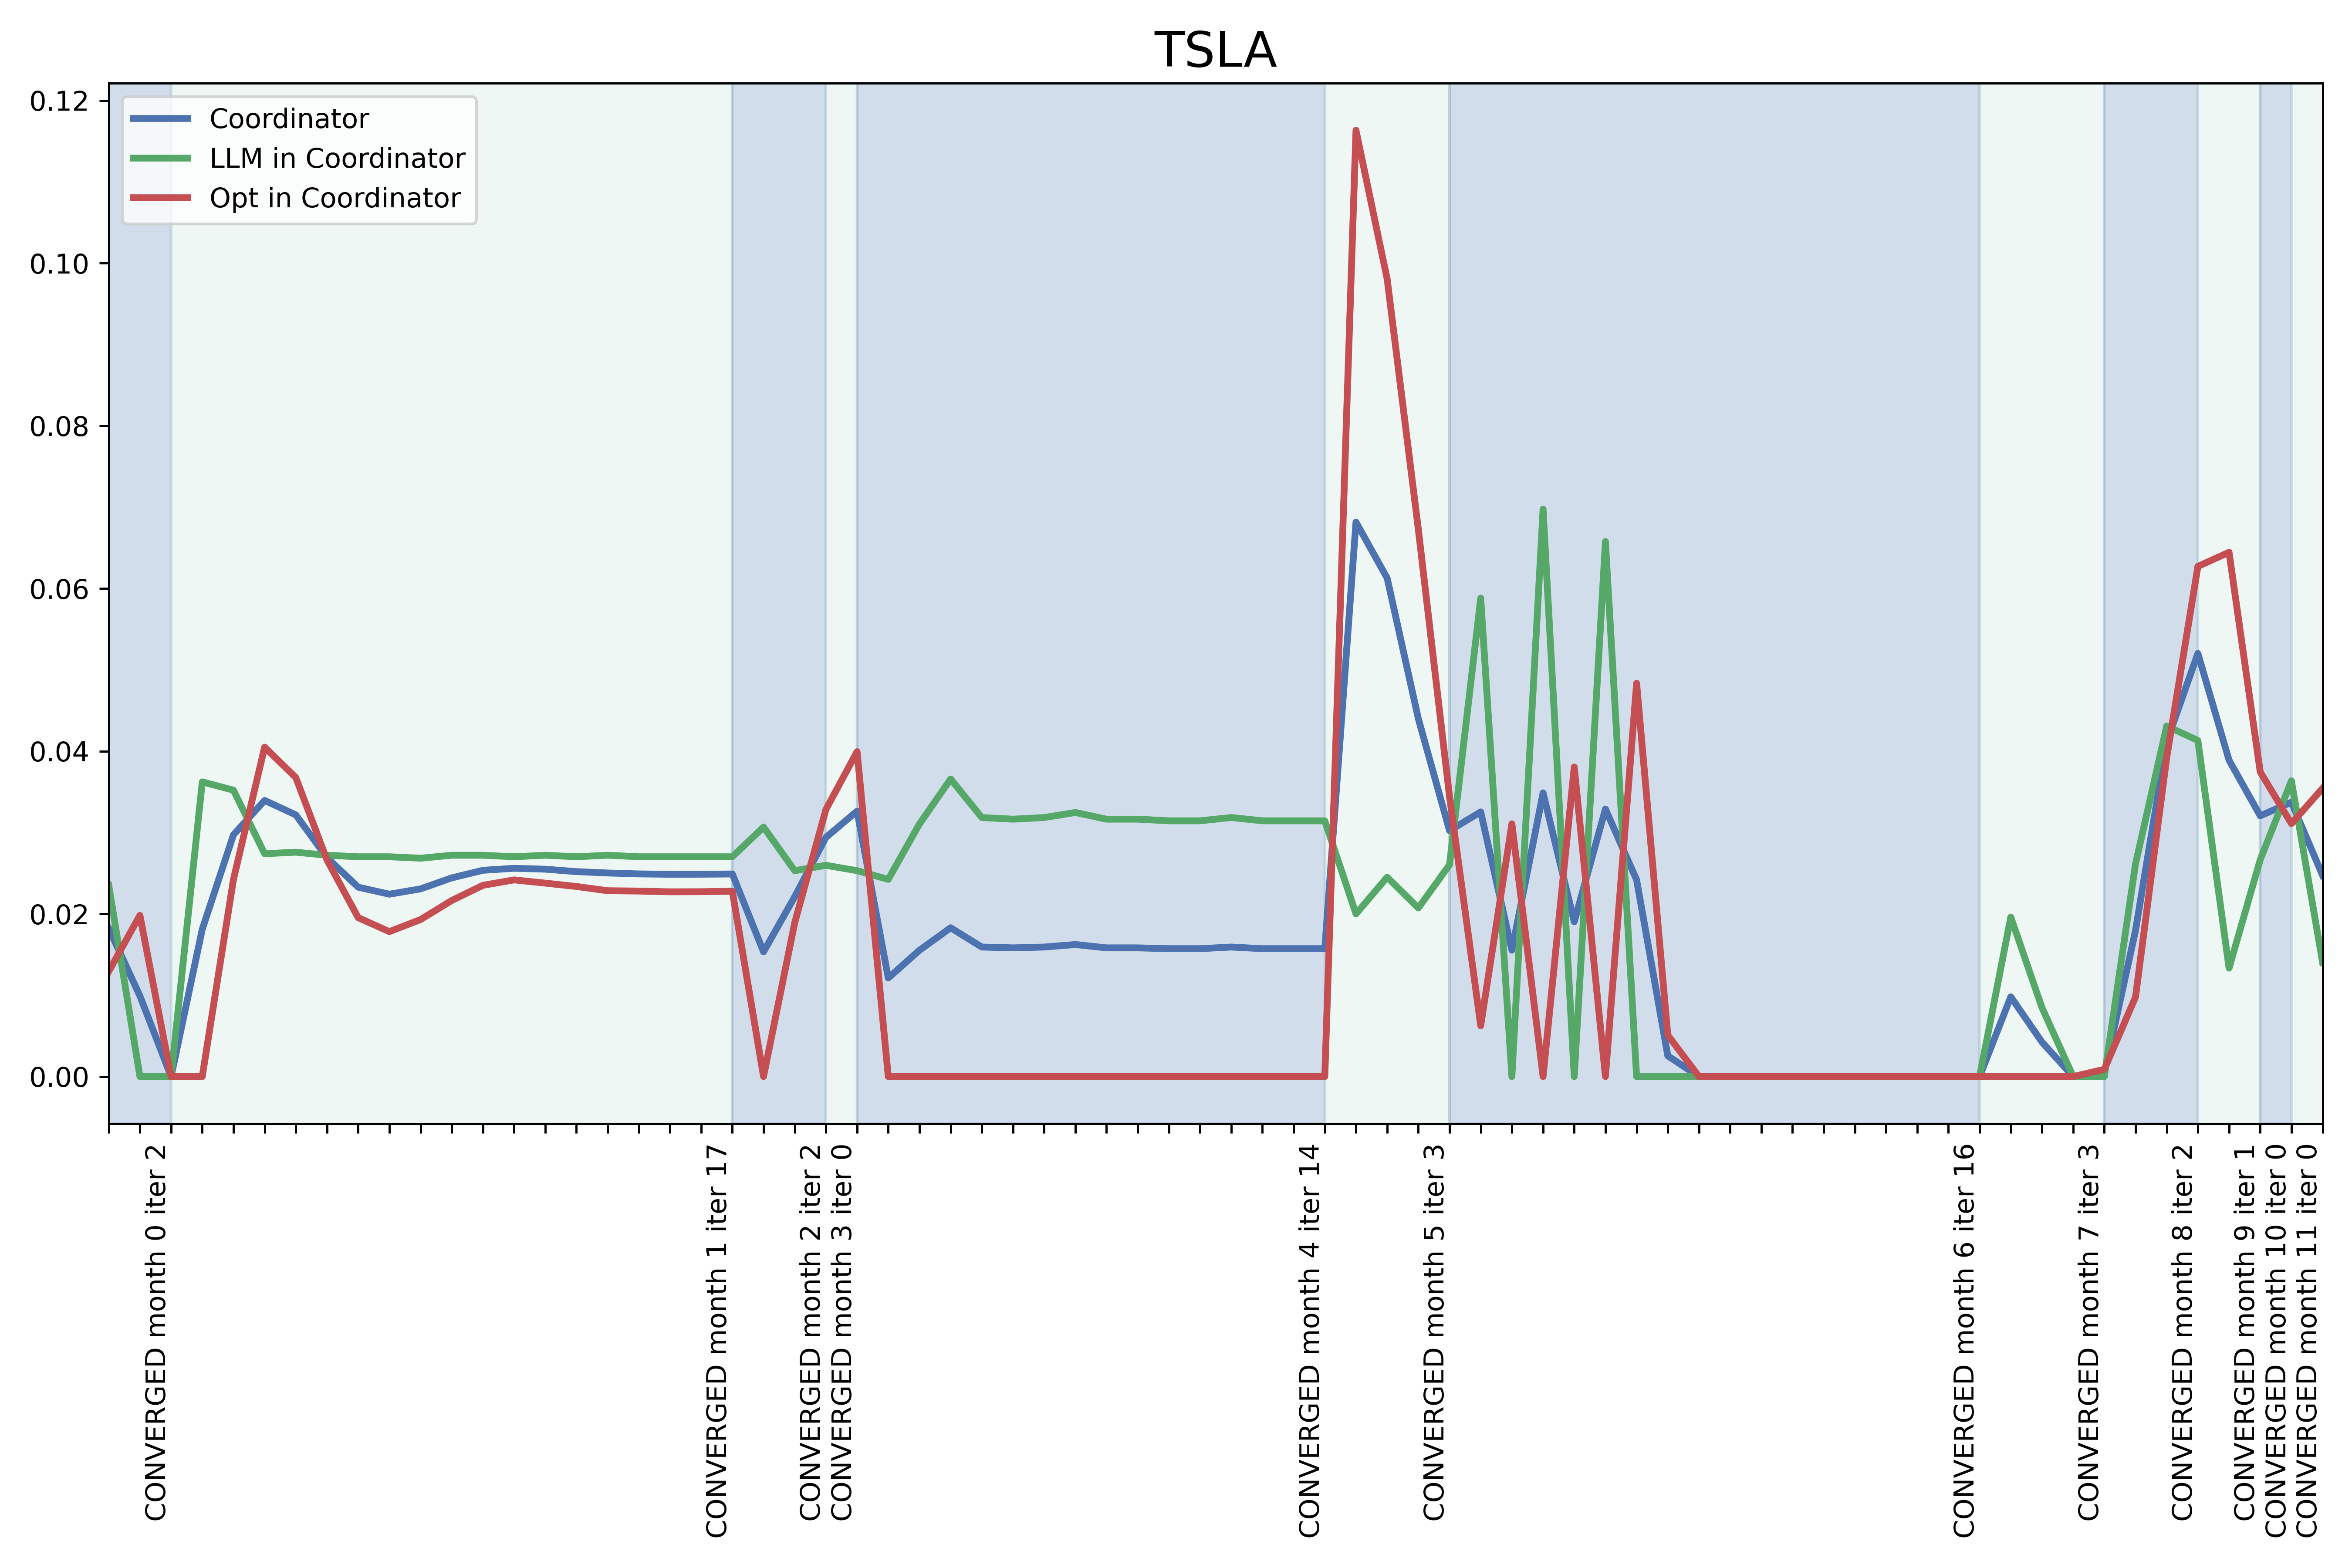 TSLA
0.12
0.10
0.08
0.06
0.04
0.02
0.00
Coordinator
LLM in Coordinator
Opt in Coordinator
CONVERGED month 0 iter 2
CONVERGED month 1 iter 17
CONVERGED month 2 iter 2
CONVERGED month 3 iter 0
CONVERGED month 4 iter 14
CONVERGED month 5 iter 3
CONVERGED month 6 iter 16
CONVERGED month 7 iter 3
CONVERGED month 8 iter 2
CONVERGED month 9 iter 1
CONVERGED month 10 iter 0
CONVERGED month 11 iter 0